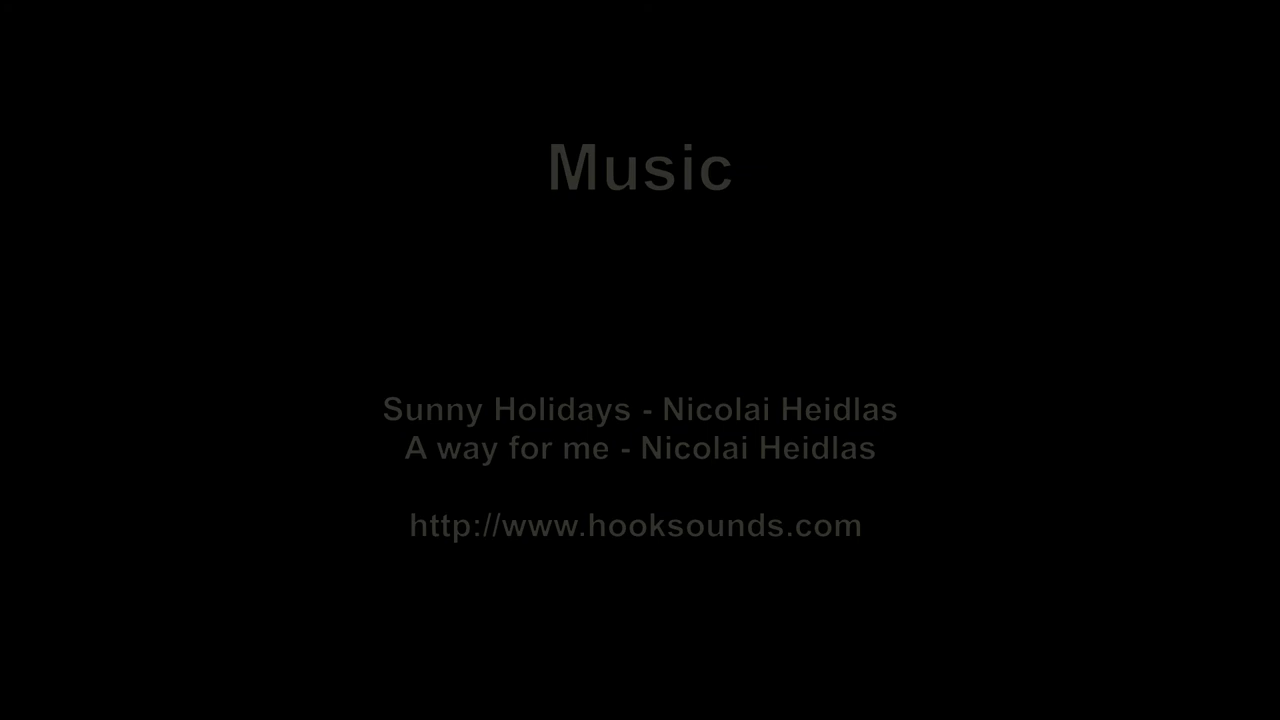 Music
Sunny Holidays - Nicolai Heidlas
A way for me - Nicolai Heidlas
http://www.hooksounds.com